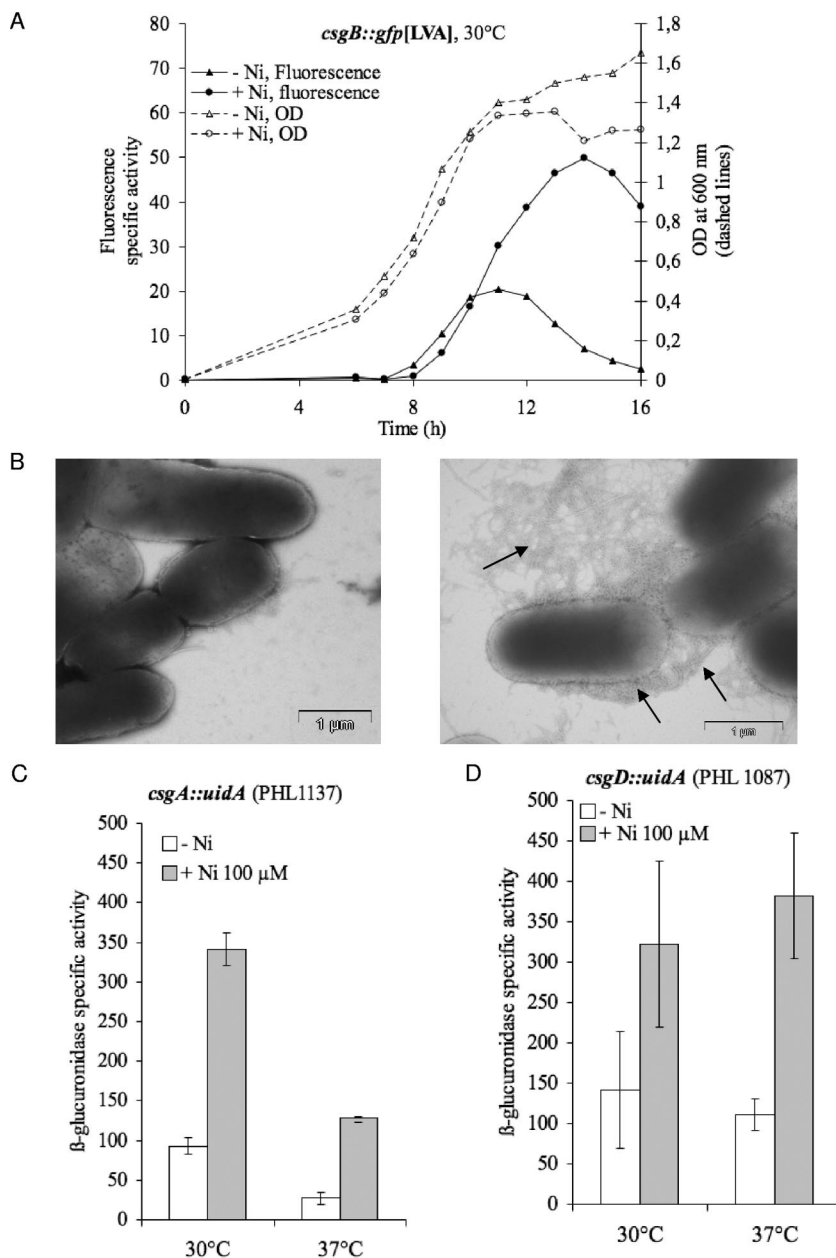 A
csgB::gfp[LVA], 30°C
- Ni, Fluorescence
+ Ni, fluorescence
- Ni, OD
+ Ni, OD
Fluorescence
specific activity
80
70
60
50
40
30
20
10
0
1,8
1,6
1,4
1,2
1
0,8
0,6
0,4
0,2
0
OD at 600 nm
(dashed lines)
0 4 8 12 16
Time (h)
B
1 µm
1 µm
C
csgA::uidA (PHL1137)
- Ni
+ Ni 100 µM
ß-glucuronidase specific activity
500
450
400
350
300
250
200
150
100
50
0
30°C 37°C
D
csgD::uidA (PHL 1087)
- Ni
+ Ni 100 µM
ß-glucuronidase specific activity
500
450
400
350
300
250
200
150
100
50
0
30°C 37°C